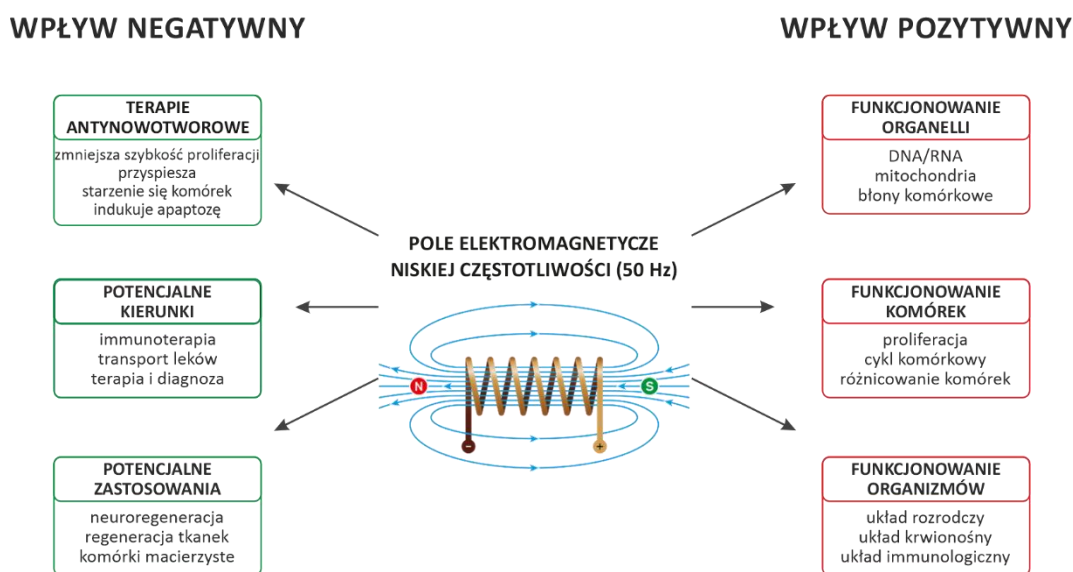 WPŁYW NEGATYWNY
WPŁYW POZYTYWNY
TERAPIE
ANTYNOWOTWOROWE
zmniejsza szybkość proliferacji
przyspiesza
starzenie się komórek
indukuje apaptozę
POTENCJALNE
KIERUNKI
immunoterapia
transport leków
terapia i diagnoza
POTENCJALNE
ZASTOSOWANIA
neuroregeneracja
regeneracja tkanek
komórki macierzyste
POLE ELEKTROMAGNETYCZE
NISKIEJ CZĘSTOTLIWOŚCI (50 Hz)
N
S
–
+
FUNKCJONOWANIE
ORGANELLI
DNA/RNA
mitochondria
błony komórkowe
FUNKCJONOWANIE
KOMÓREK
proliferacja
cykl komórkowy
różnicowanie komórek
FUNKCJONOWANIE
ORGANIZMÓW
układ rozrodczy
układ krwionośny
układ immunologiczny